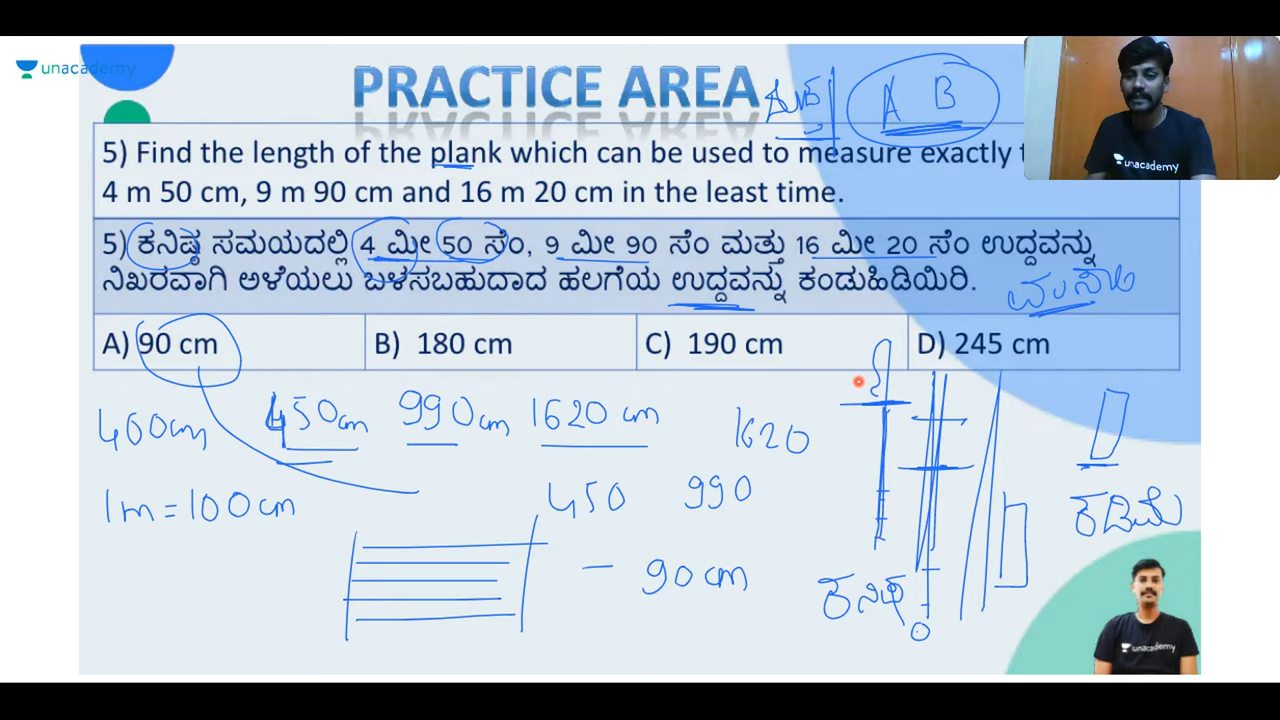 unacademy
PRACTICE AREA
A B
5) Find the length of the plank which can be used to measure exactly
4 m 50 cm, 9 m 90 cm and 16 m 20 cm in the least time.
5) ಕನಿಷ್ಠ ಸಮಯದಲ್ಲಿ 4 ಮೀ 50 ಸೆಂ, 9 ಮೀ 90 ಸೆಂ ಮತ್ತು 16 ಮೀ 20 ಸೆಂ ಉದ್ದವನ್ನು
ನಿಖರವಾಗಿ ಅಳೆಯಲು ಬಳಸಬಹುದಾದ ಹಲಗೆಯ ಉದ್ದವನ್ನು ಕಂಡುಹಿಡಿಯಿರಿ.
A) 90 cm B) 180 cm C) 190 cm D) 245 cm
400cm 450cm 990cm 1620 cm 1620
1m = 100cm 450 990 ಕಡಿಮೆ
– 90 cm
unacademy
unacademy